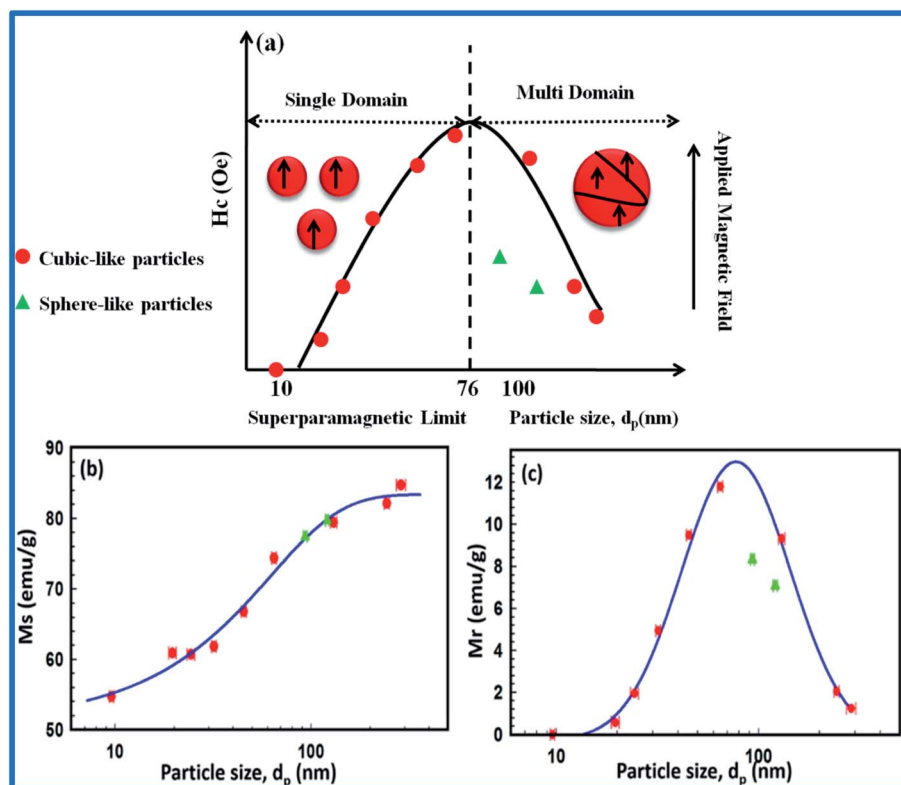 (a)
Single Domain
Multi Domain
Hc (Oe)
Applied Magnetic Field
Cubic-like particles
Sphere-like particles
10
76
100
Superparamagnetic Limit
Particle size, dp(nm)
(b)
90
80
70
60
50
Ms (emu/g)
10
100
Particle size, dp (nm)
(c)
12
10
8
6
4
2
0
Mr (emu/g)
10
100
Particle size, dp (nm)